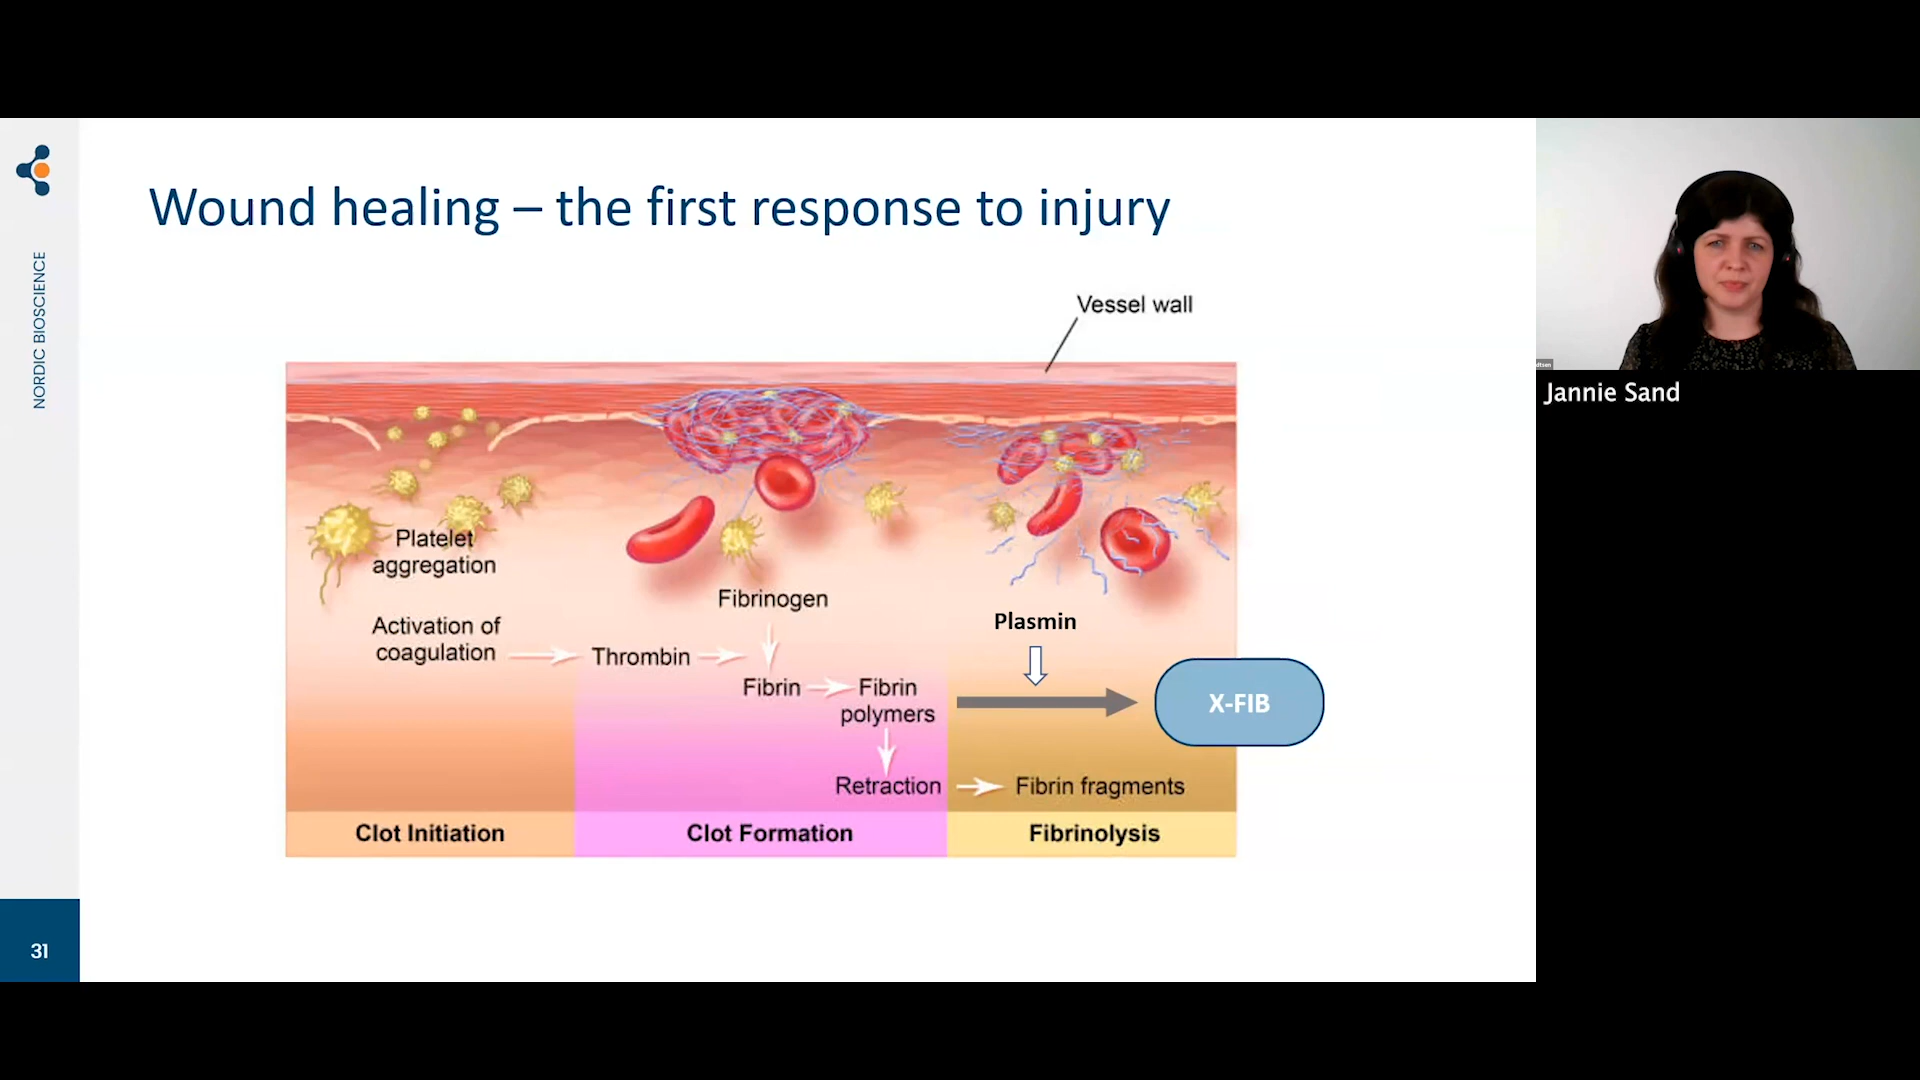 Wound healing – the first response to injury
NORDIC BIOSCIENCE
Vessel wall
Platelet
aggregation
Activation of
coagulation
Thrombin
Fibrinogen
Fibrin
Fibrin
polymers
Retraction
Plasmin
X-FIB
Fibrin fragments
Clot Initiation
Clot Formation
Fibrinolysis
31
Jannie Sand